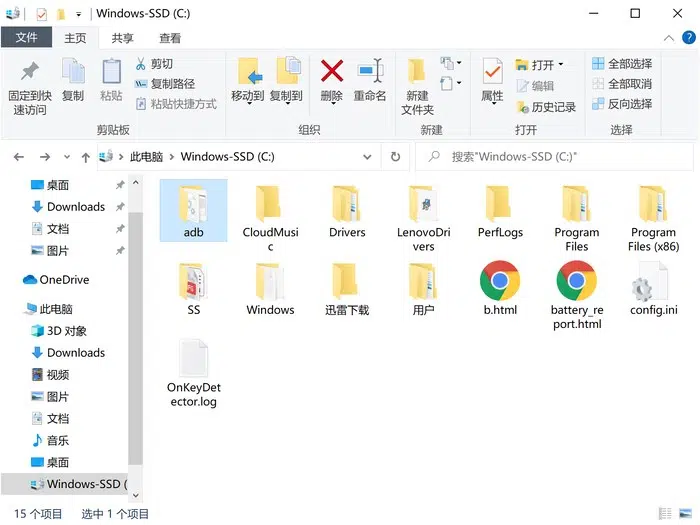 Windows-SSD (C:)
文件 主页 共享 查看
固定到快
速访问
复制
粘贴
剪切
复制路径
粘贴快捷方式
剪贴板
移动到 复制到
删除 重命名
组织
新建
文件夹
新建
属性
打开
编辑
历史记录
打开
全部选择
全部取消
反向选择
选择
此电脑 Windows-SSD (C:)
搜索"Windows-SSD (C:)"
桌面
Downloads
文档
图片
OneDrive
此电脑
3D 对象
Downloads
视频
图片
文档
音乐
桌面
Windows-SSD (
adb
CloudMusi
c
Drivers
LenovoDri
vers
PerfLogs
Program
Files
Program
Files (x86)
SS
Windows
迅雷下载
用户
b.html
battery_re
port.html
config.ini
OnKeyDet
ector.log
15 个项目 选中 1 个项目